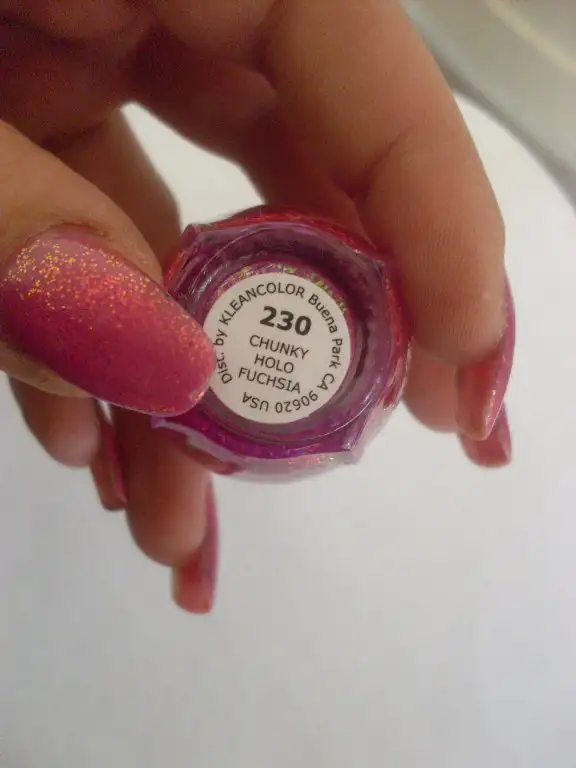 Dist. by KLEANCOLOR Buena Park CA 90620 USA
230
CHUNKY
HOLO
FUCHSIA